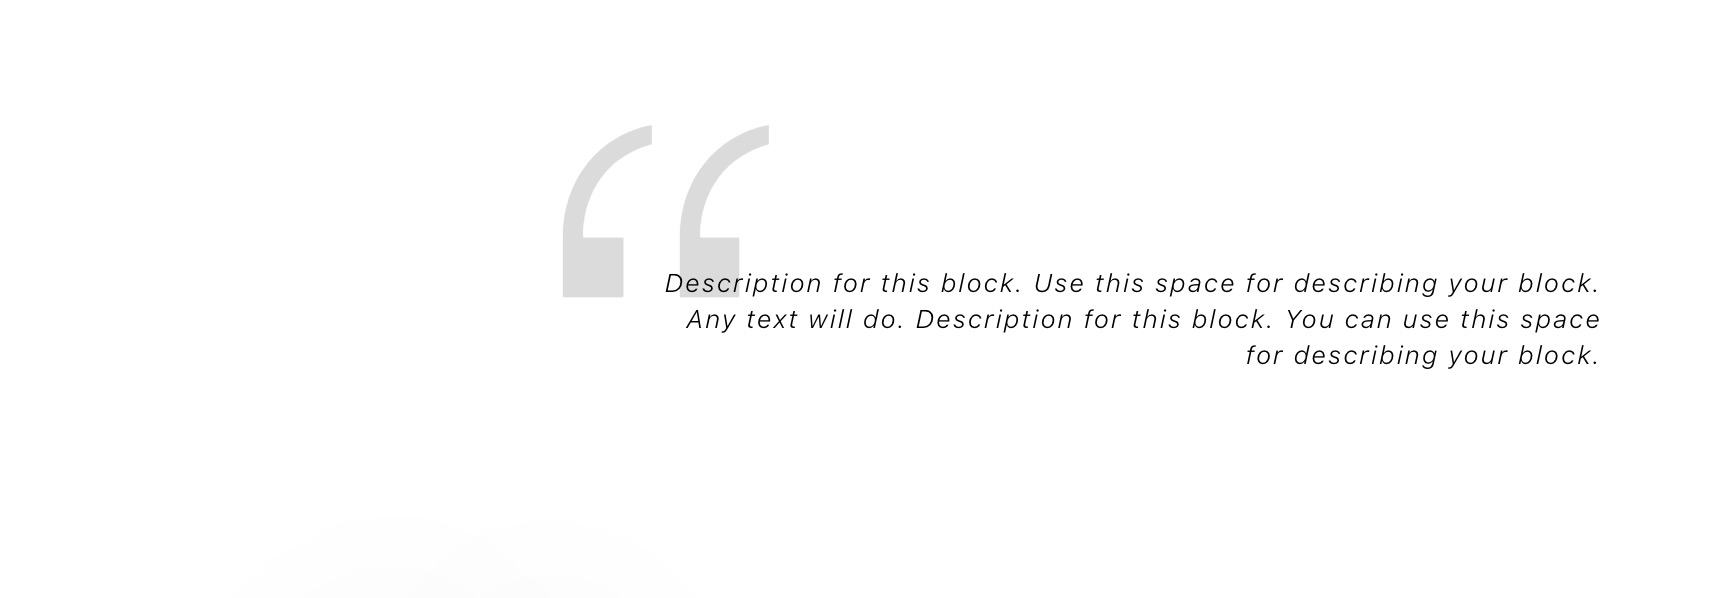 “
Description for this block. Use this space for describing your block.
Any text will do. Description for this block. You can use this space
for describing your block.